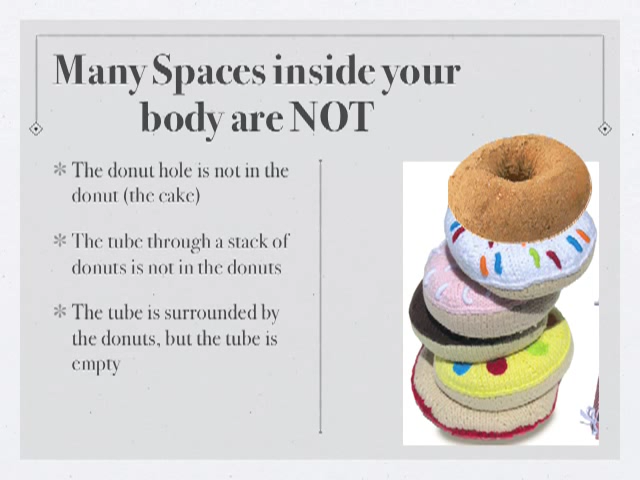 Many Spaces inside your
body are NOT
The donut hole is not in the
donut (the cake)
The tube through a stack of
donuts is not in the donuts
The tube is surrounded by
the donuts, but the tube is
empty